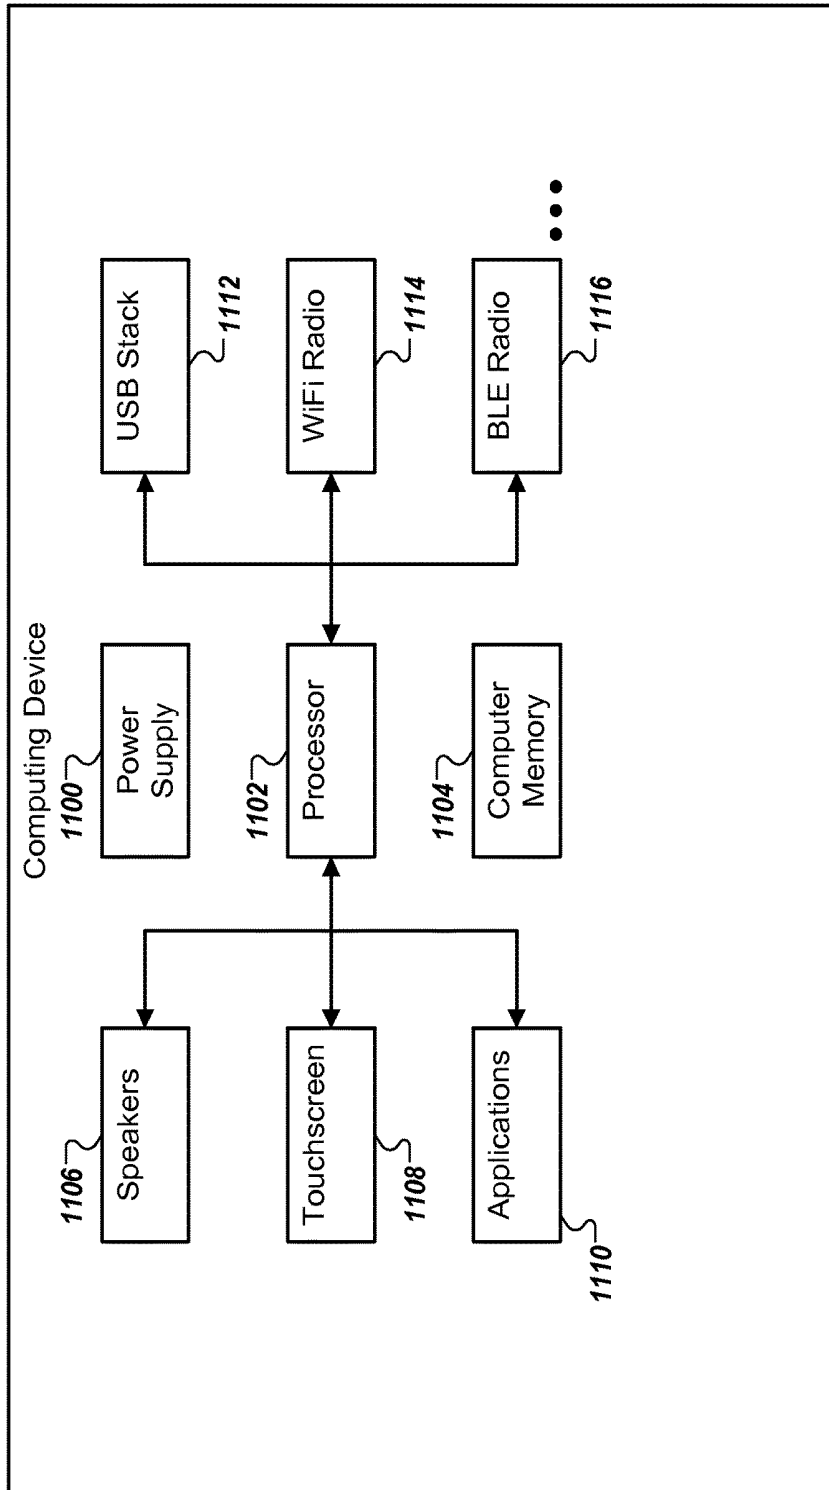 Computing Device
1106
Speakers
1100
Power
Supply
USB Stack
1112
Touchscreen
1108
1102
Processor
WiFi Radio
1114
Applications
1110
1104
Computer
Memory
BLE Radio
1116